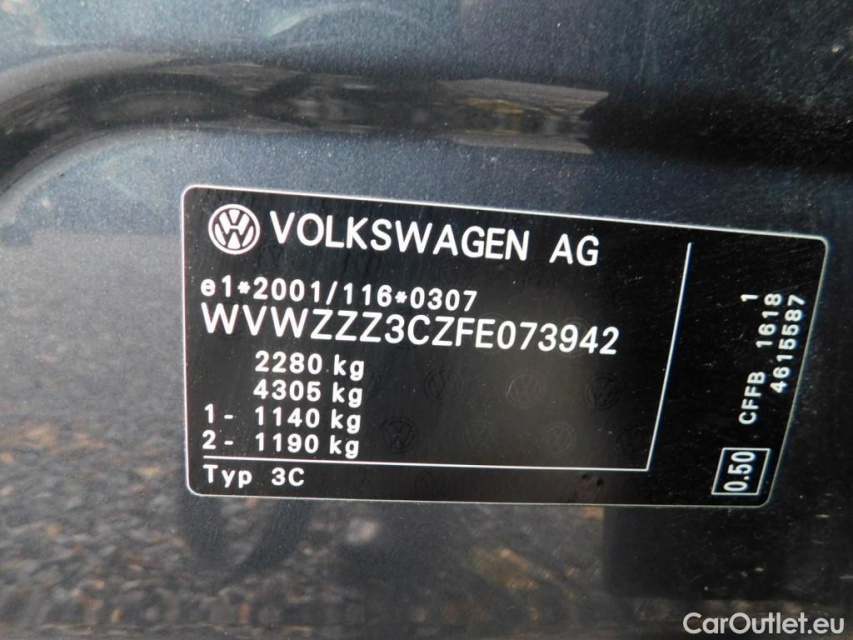 VOLKSWAGEN AG
e1*2001/116*0307
WVWZZZ3CZFE073942
2280 kg
4305 kg
1- 1140 kg
2- 1190 kg
Typ 3C
1
CFFB 1618
4615587
0.50
CarOutlet.eu